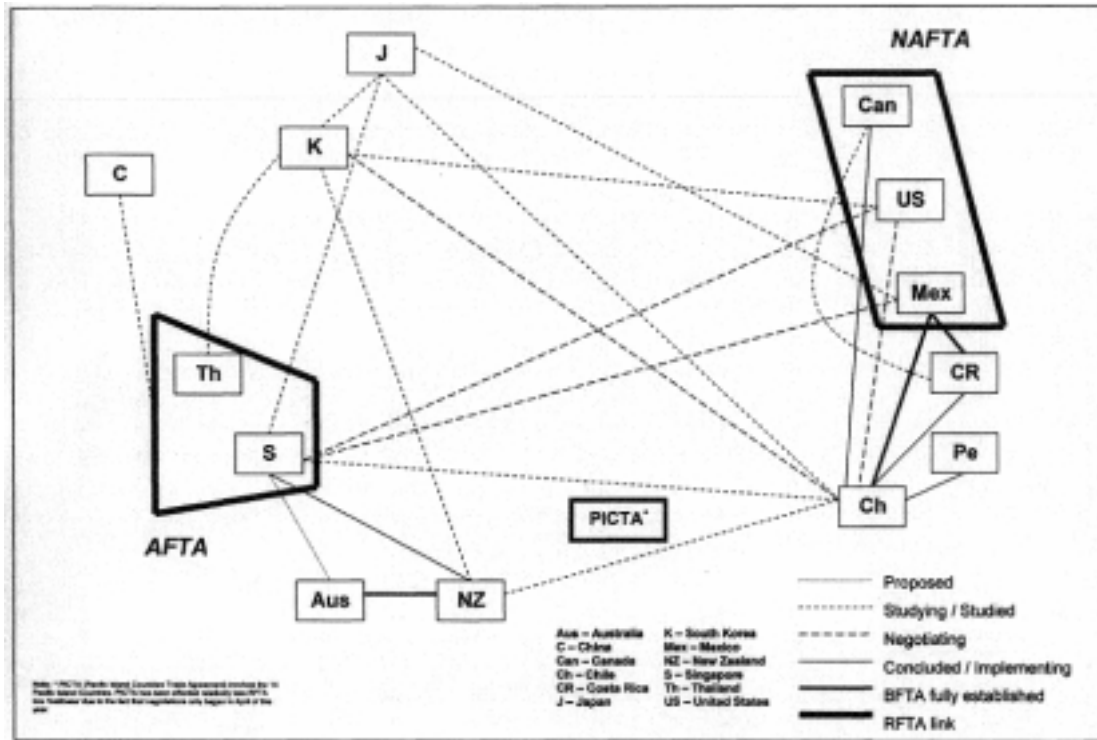 NAFTA
J
Can
K
C
US
Mex
Th
CR
S
Pe
Ch
PICTA*
AFTA
Aus
NZ
Proposed
Studying / Studied
Negotiating
Concluded / Implementing
BFTA fully established
RFTA link
Aus – Australia
C – China
Can – Canada
Ch – Chile
CR – Costa Rica
J – Japan
K – South Korea
Mex – Mexico
NZ – New Zealand
S – Singapore
Th – Thailand
US – United States